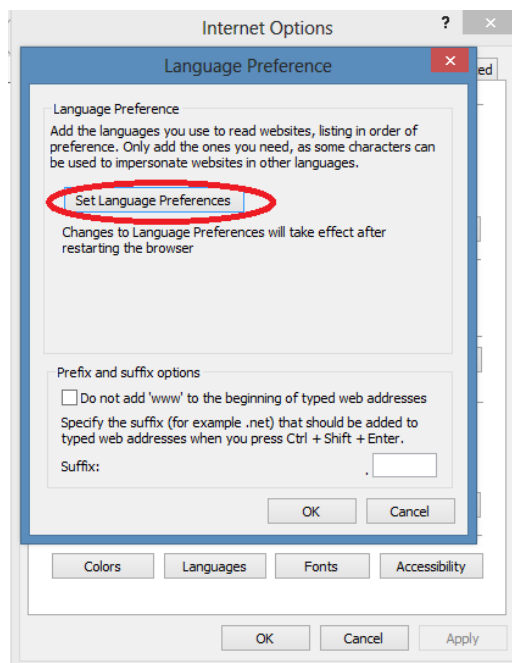 Internet Options
?
Language Preference
ed
Language Preference
Add the languages you use to read websites, listing in order of
preference. Only add the ones you need, as some characters can
be used to impersonate websites in other languages.
Set Language Preferences
Changes to Language Preferences will take effect after
restarting the browser
Prefix and suffix options
Do not add 'www' to the beginning of typed web addresses
Specify the suffix (for example .net) that should be added to
typed web addresses when you press Ctrl + Shift + Enter.
Suffix: .
OK Cancel
Colors Languages Fonts Accessibility
OK Cancel Apply